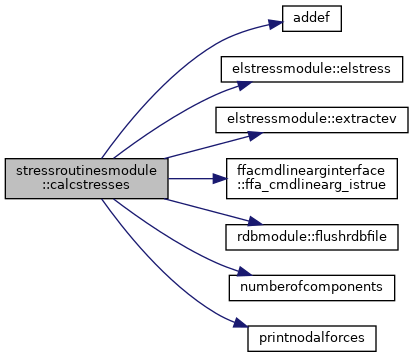 addef
elstressmodule::elstress
elstressmodule::extractev
stressroutinesmodule
::calcstresses
ffacmdlinearginterface
::ffa_cmdlinearg_istrue
rdbmodule::flushrdbfile
numberofcomponents
printnodalforces